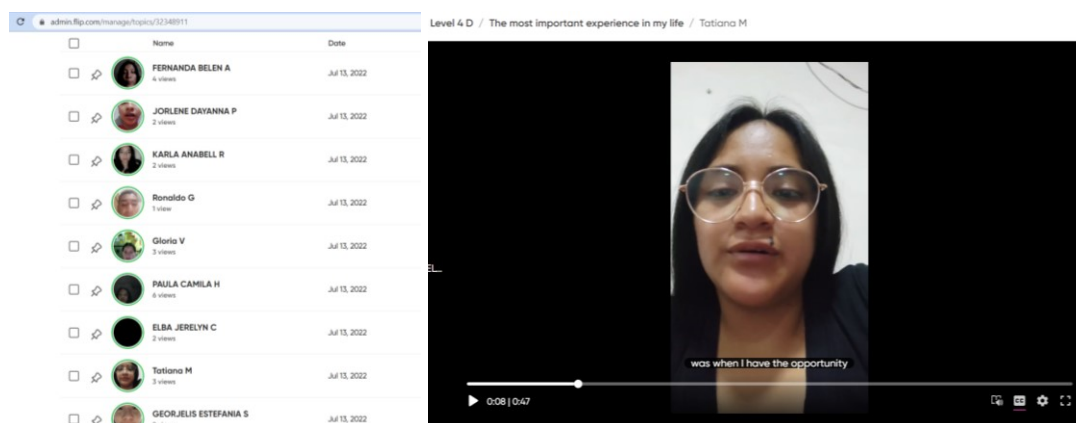 admin.flip.com/manage/topics/32348911
Name Date
FERNANDA BELEN A
4 views
Jul 13, 2022
JORLENE DAYANNA P
2 views
Jul 13, 2022
KARLA ANABELL R
2 views
Jul 13, 2022
Ronaldo G
1 view
Jul 13, 2022
Gloria V
3 views
Jul 13, 2022
PAULA CAMILA H
6 views
Jul 13, 2022
ELBA JERELYN C
2 views
Jul 13, 2022
Tatiana M
3 views
Jul 13, 2022
GEORJELIS ESTEFANIA S
Jul 13, 2022
Level 4 D / The most important experience in my life / Tatiana M
EL...
was when I have the opportunity
0:08 | 0:47
CC